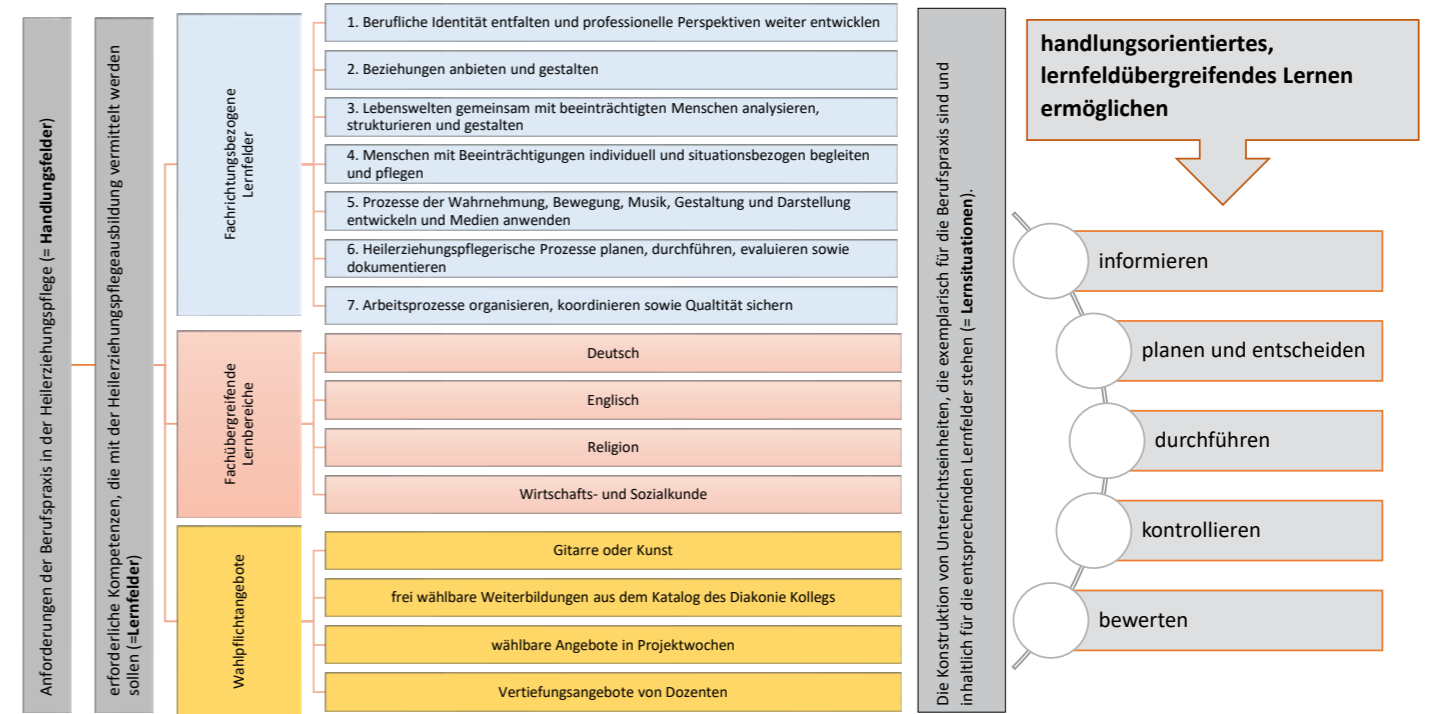 Anforderungen der Berufspraxis in der Heilerziehungspflege (= Handlungsfelder)
erforderliche Kompetenzen, die mit der Heilerziehungspflegeausbildung vermittelt werden
sollen (=Lernfelder)
Fachrichtungsbezogene
Lernfelder
1. Berufliche Identität entfalten und professionelle Perspektiven weiter entwicklen
2. Beziehungen anbieten und gestalten
3. Lebenswelten gemeinsam mit beeinträchtigten Menschen analysieren,
strukturieren und gestalten
4. Menschen mit Beeinträchtigungen individuell und situationsbezogen begleiten
und pflegen
5. Prozesse der Wahrnehmung, Bewegung, Musik, Gestaltung und Darstellung
entwickeln und Medien anwenden
6. Heilerziehungspflegerische Prozesse planen, durchführen, evaluieren sowie
dokumentieren
7. Arbeitsprozesse organisieren, koordinieren sowie Qualtität sichern
Fachübergreifende
Lernbereiche
Deutsch
Englisch
Religion
Wirtschafts- und Sozialkunde
Wahlpflichtangebote
Gitarre oder Kunst
frei wählbare Weiterbildungen aus dem Katalog des Diakonie Kollegs
wählbare Angebote in Projektwochen
Vertiefungsangebote von Dozenten
Die Konstruktion von Unterrichtseinheiten, die exemplarisch für die Berufspraxis sind und
inhaltlich für die entsprechenden Lernfelder stehen (= Lernsituationen).
handlungsorientiertes,
lernfeldübergreifendes Lernen
ermöglichen
informieren
planen und entscheiden
durchführen
kontrollieren
bewerten